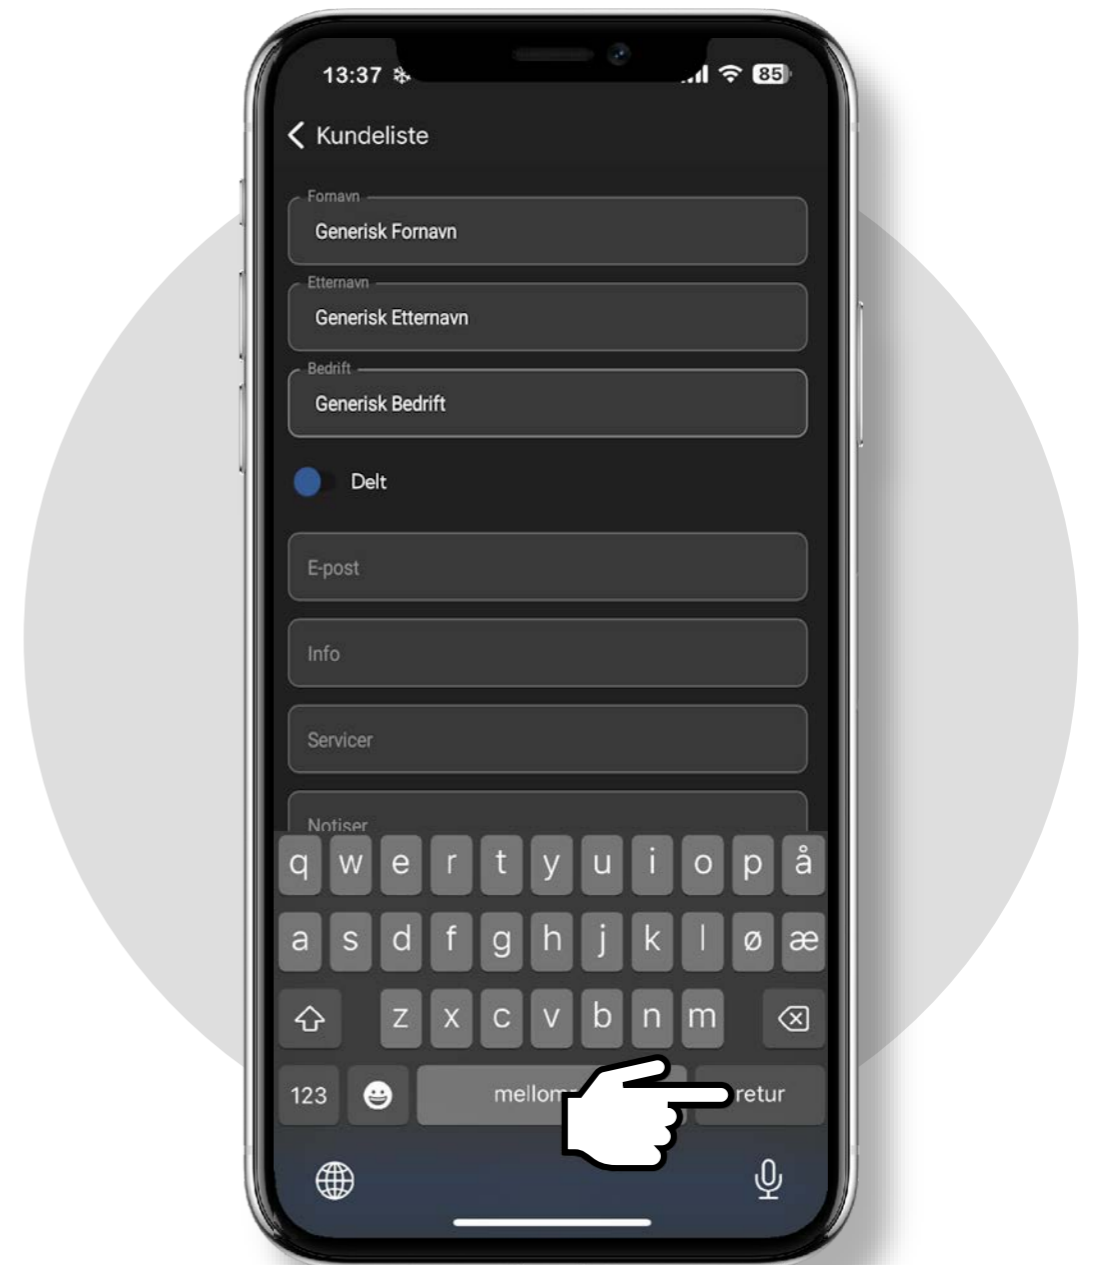 13:37
85
Kundeliste
Fornavn
Generisk Fornavn
Etternavn
Generisk Etternavn
Bedrift
Generisk Bedrift
Delt
E-post
Info
Servicer
Notiser
q w e r t y u i o p å
a s d f g h j k l ø æ
z x c v b n m
123 retur